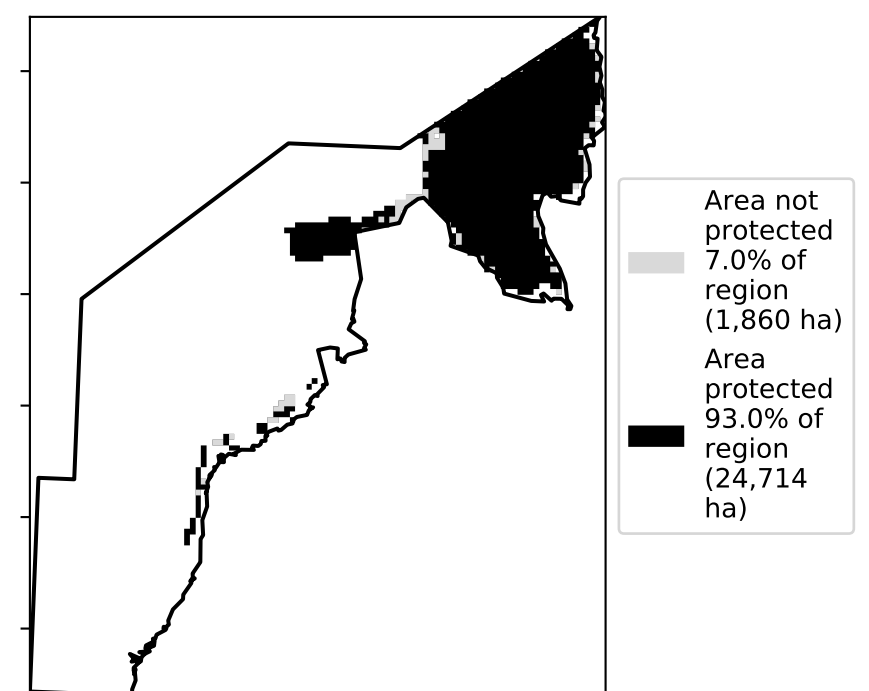 Area not
protected
7.0% of
region
(1,860 ha)
Area
protected
93.0% of
region
(24,714
ha)